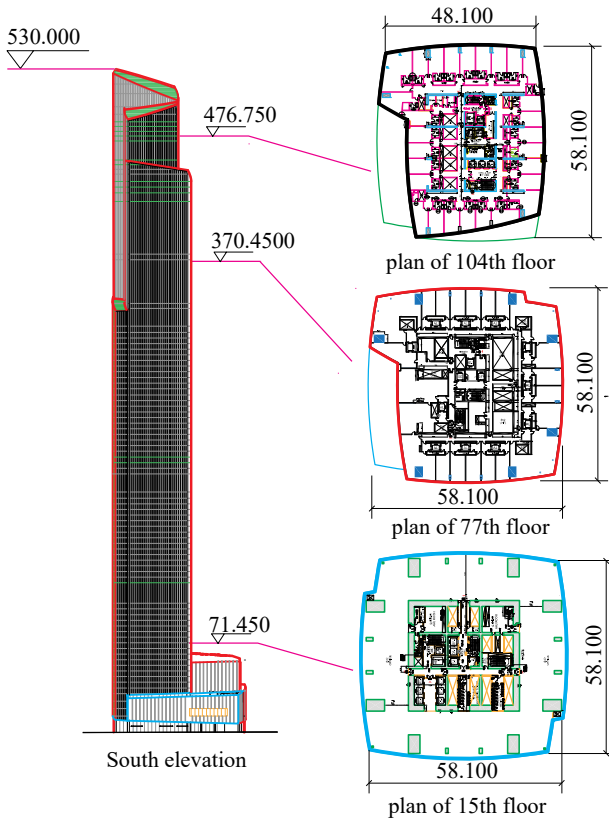 530.000
48.100
476.750
58.100
plan of 104th floor
370.4500
58.100
58.100
plan of 77th floor
71.450
58.100
58.100
South elevation
plan of 15th floor